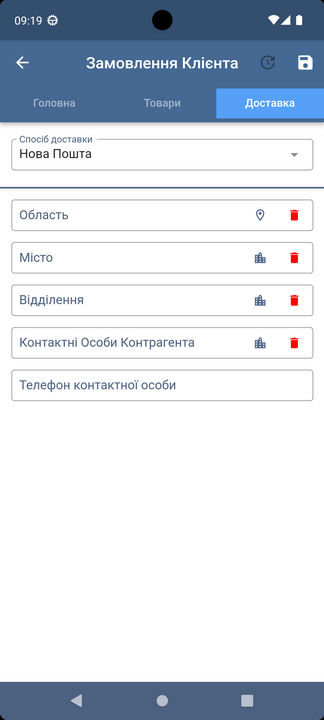 09:19
Замовлення Клієнта
Головна
Товари
Доставка
Спосіб доставки
Нова Пошта
Область
Місто
Відділення
Контактні Особи Контрагента
Телефон контактної особи